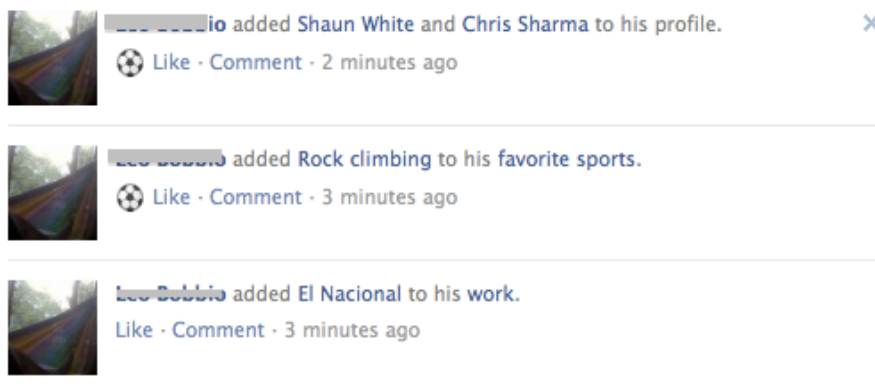 added Shaun White and Chris Sharma to his profile. ×
Like · Comment · 2 minutes ago
added Rock climbing to his favorite sports.
Like · Comment · 3 minutes ago
added El Nacional to his work.
Like · Comment · 3 minutes ago